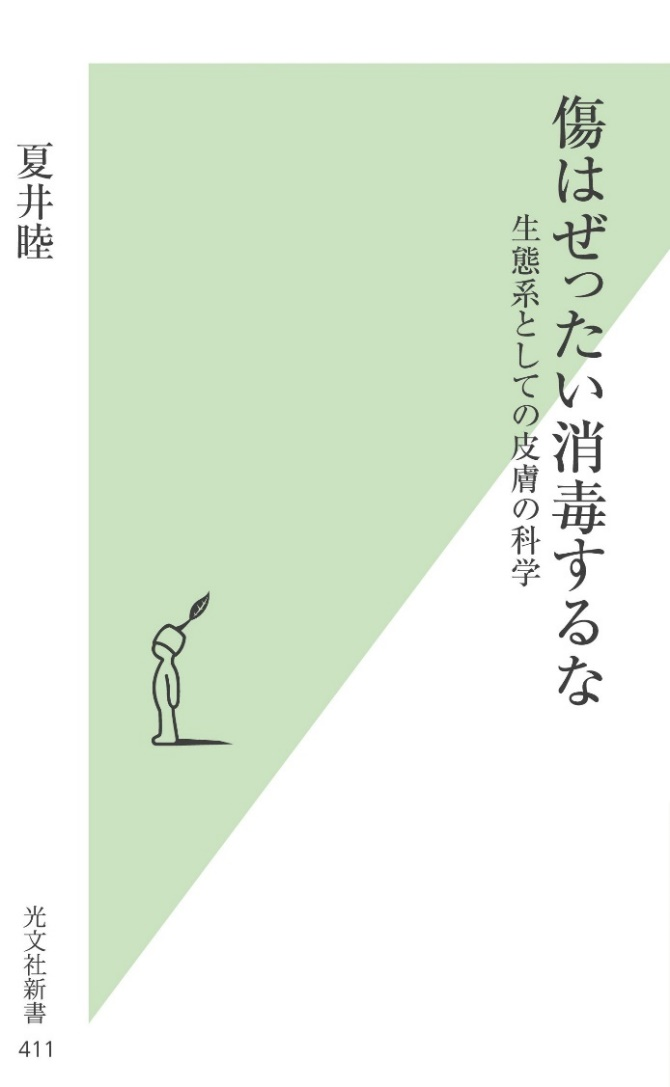 傷はぜったい消毒するな
生態系としての皮膚の科学
夏井睦
光文社新書
411